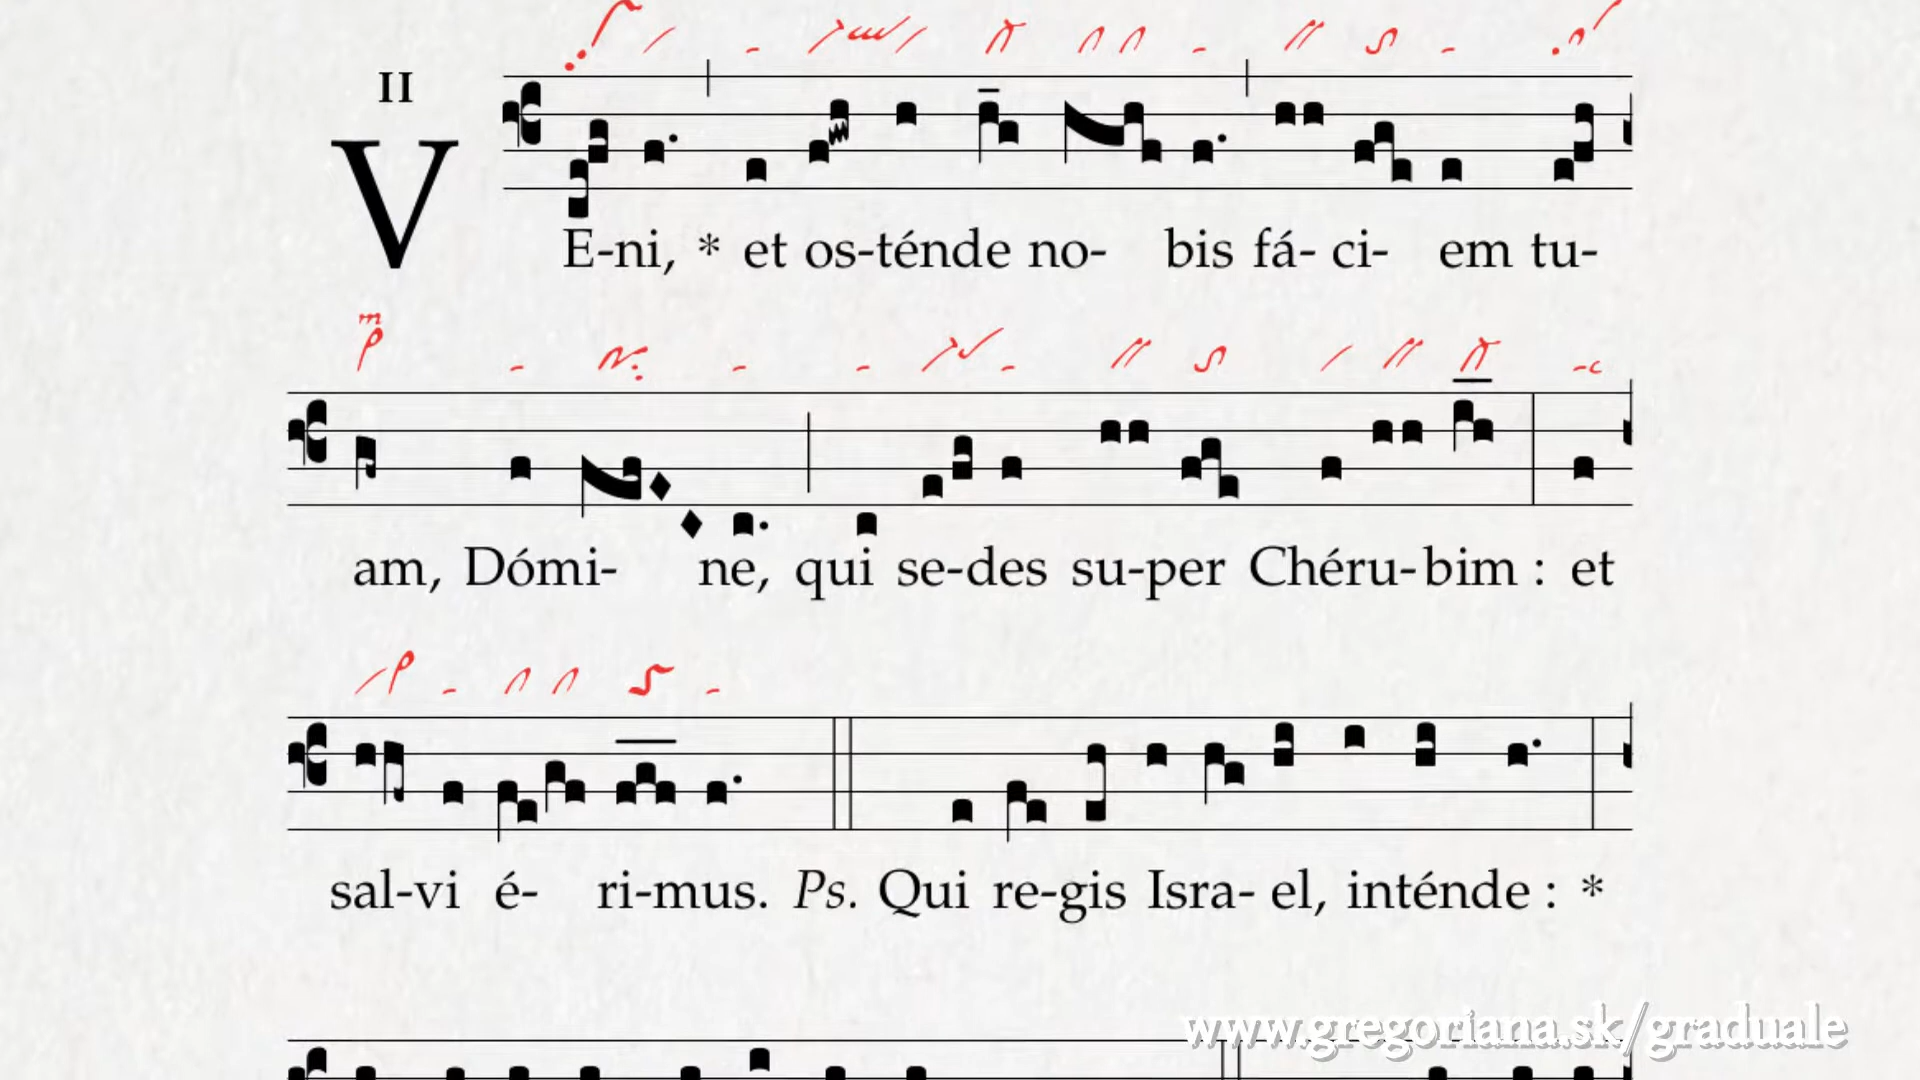 II
VE-ni, * et os-ténde no- bis fá- ci- em tu-
am, Dómi- ne, qui se-des su-per Chéru-bim : et
sal-vi é- ri-mus. Ps. Qui re-gis Isra- el, inténde : *
www.gregoriana.sk/graduale